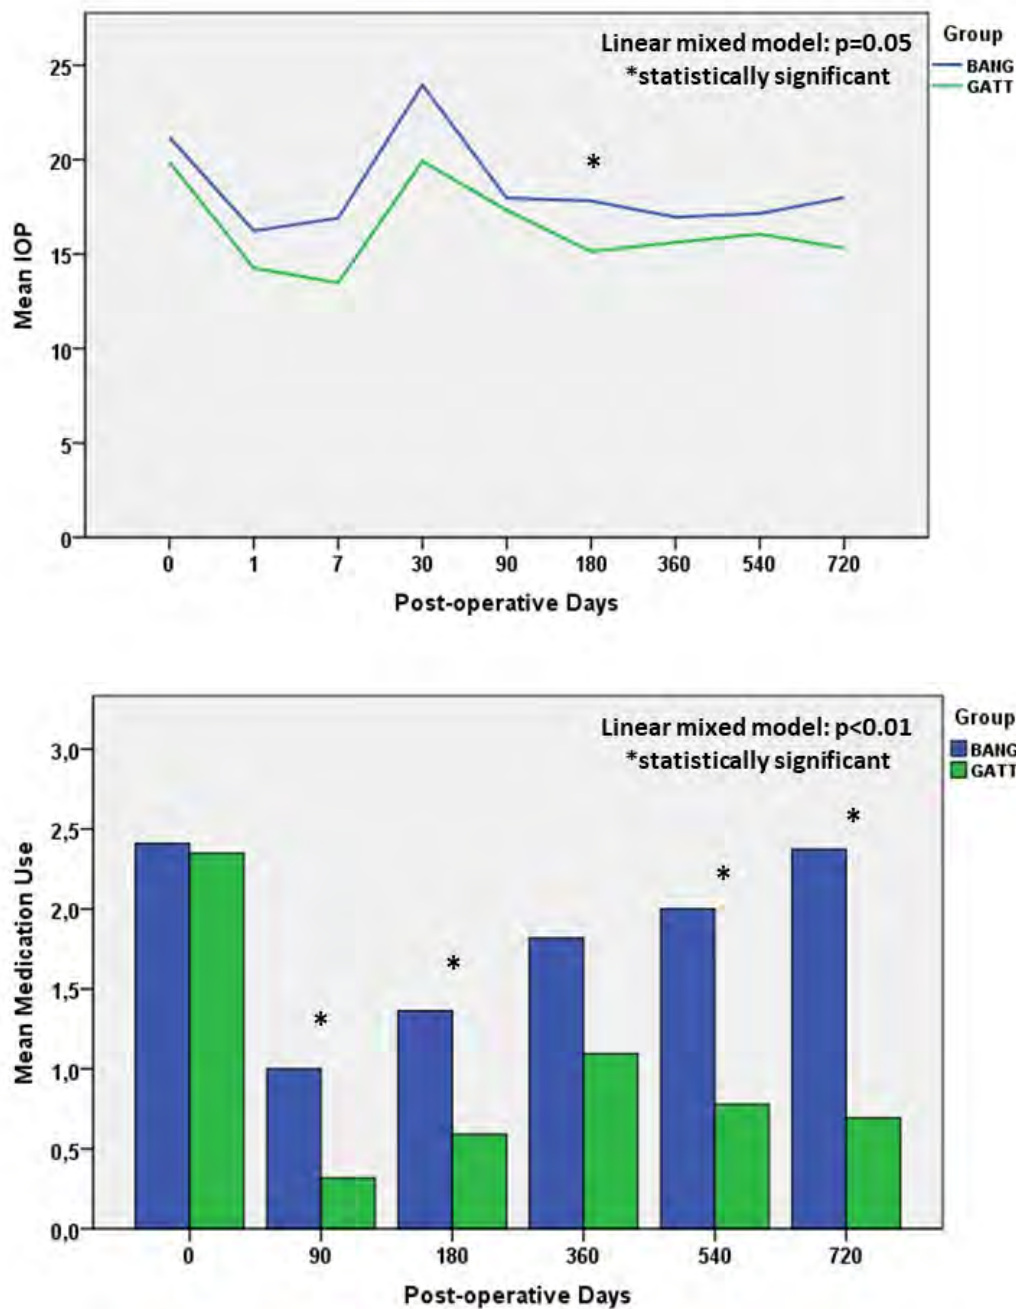 Linear mixed model: p=0.05
*statistically significant
Group
BANG
GATT
25
20
15
10
5
0
*
Mean IOP
0 1 7 30 90 180 360 540 720
Post-operative Days
Linear mixed model: p<0.01
*statistically significant
Group
BANG
GATT
3,0
2,5
2,0
1,5
1,0
0,5
0,0
* * * *
Mean Medication Use
0 90 180 360 540 720
Post-operative Days